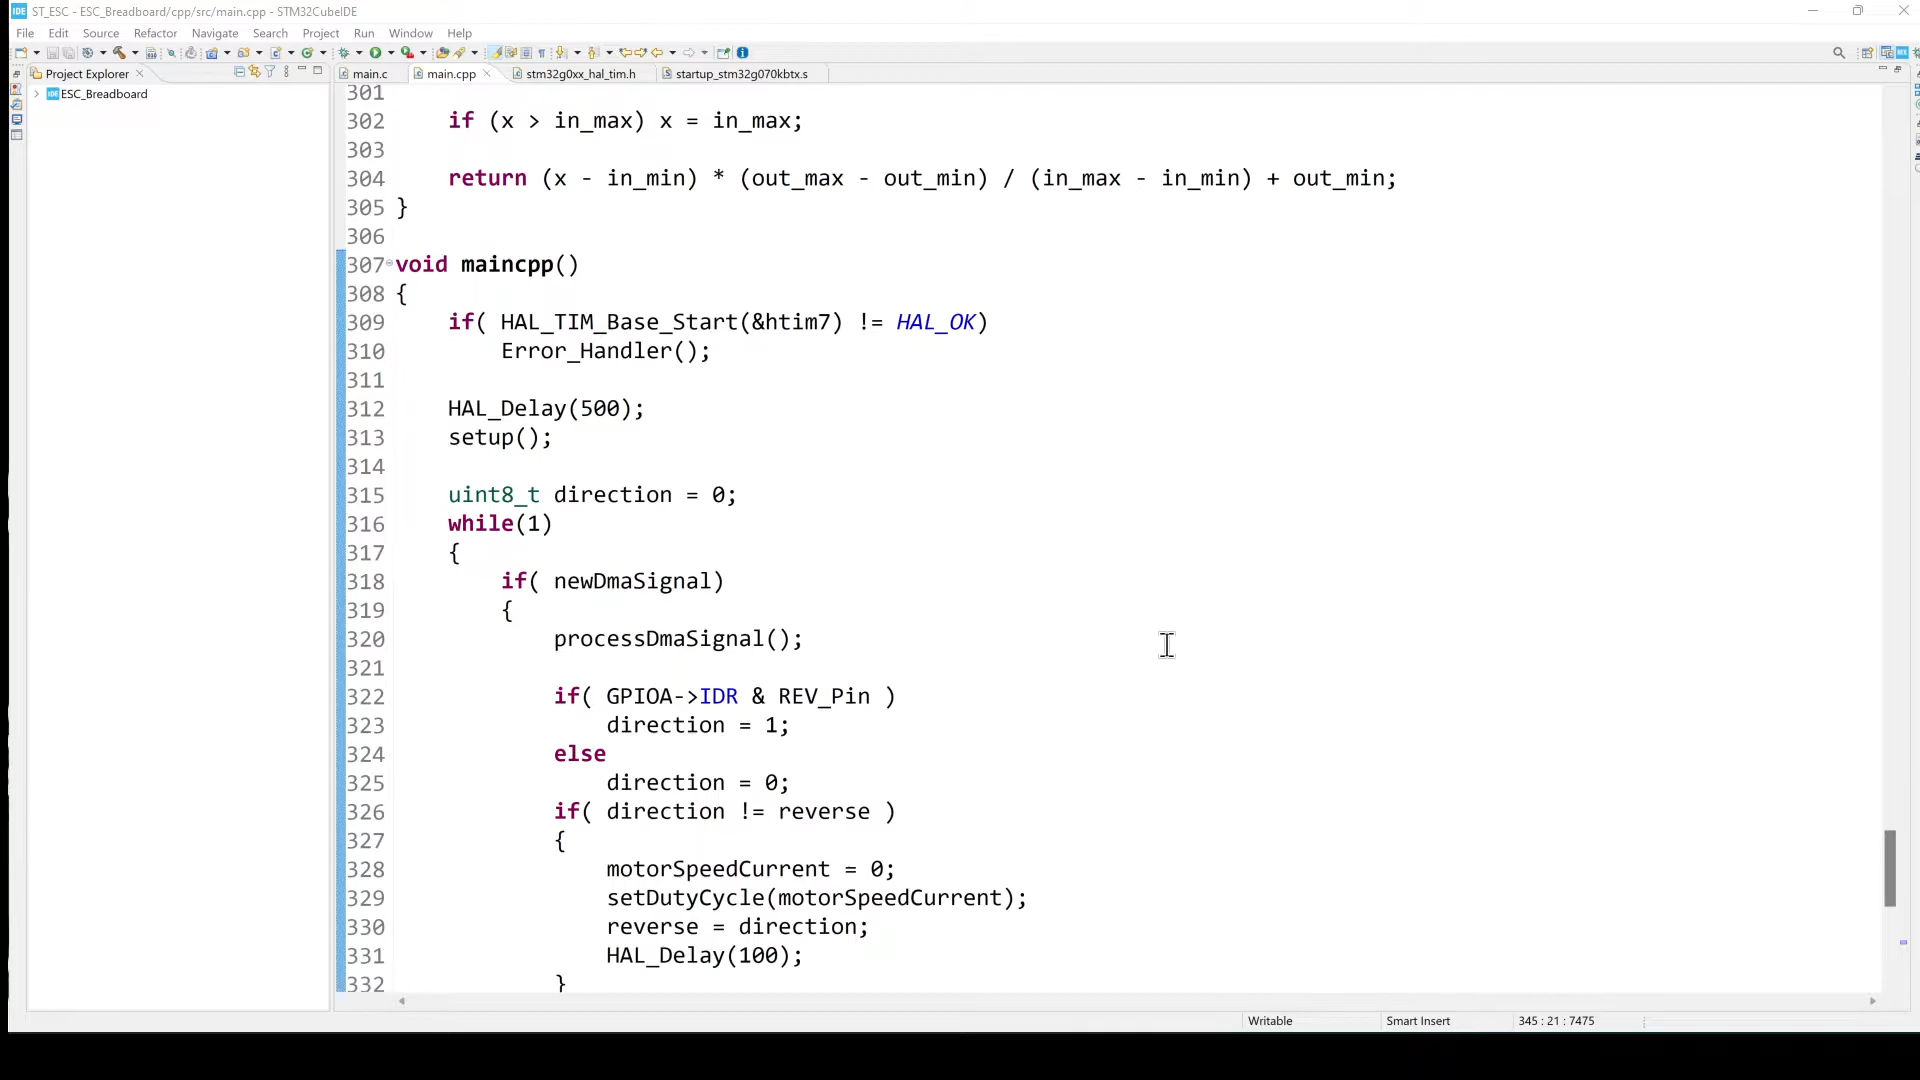 IDE ST_ESC - ESC_Breadboard/cpp/src/main.cpp - STM32CubeIDE
File Edit Source Refactor Navigate Search Project Run Window Help
Project Explorer
main.c main.cpp stm32g0xx_hal_tim.h startup_stm32g070kbtx.s
IDE ESC_Breadboard
301
302 if (x > in_max) x = in_max;
303
304 return (x - in_min) * (out_max - out_min) / (in_max - in_min) + out_min;
305 }
306
307 void maincpp()
308 {
309 if( HAL_TIM_Base_Start(&htim7) != HAL_OK)
310 Error_Handler();
311
312 HAL_Delay(500);
313 setup();
314
315 uint8_t direction = 0;
316 while(1)
317 {
318 if( newDmaSignal)
319 {
320 processDmaSignal();
321
322 if( GPIOA->IDR & REV_Pin )
323 direction = 1;
324 else
325 direction = 0;
326 if( direction != reverse )
327 {
328 motorSpeedCurrent = 0;
329 setDutyCycle(motorSpeedCurrent);
330 reverse = direction;
331 HAL_Delay(100);
332 }
Writable Smart Insert 345 : 21 : 7475